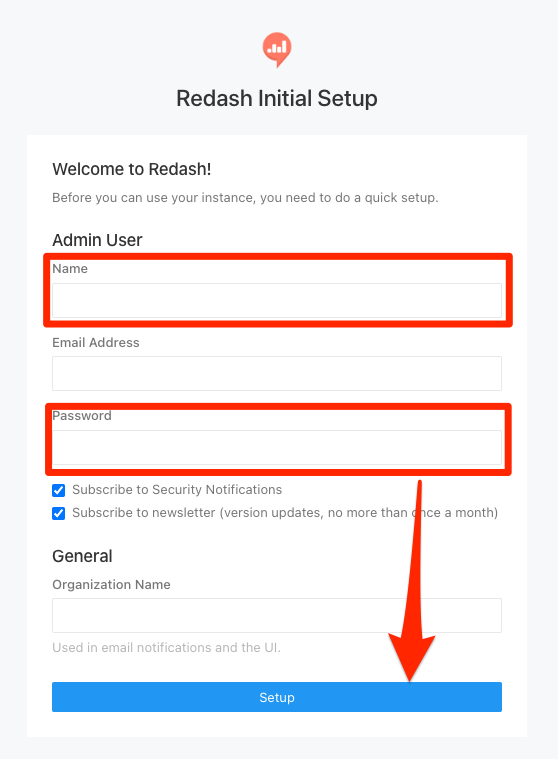 Redash Initial Setup
Welcome to Redash!
Before you can use your instance, you need to do a quick setup.
Admin User
Name
Email Address
Password
Subscribe to Security Notifications
Subscribe to newsletter (version updates, no more than once a month)
General
Organization Name
Used in email notifications and the UI.
Setup